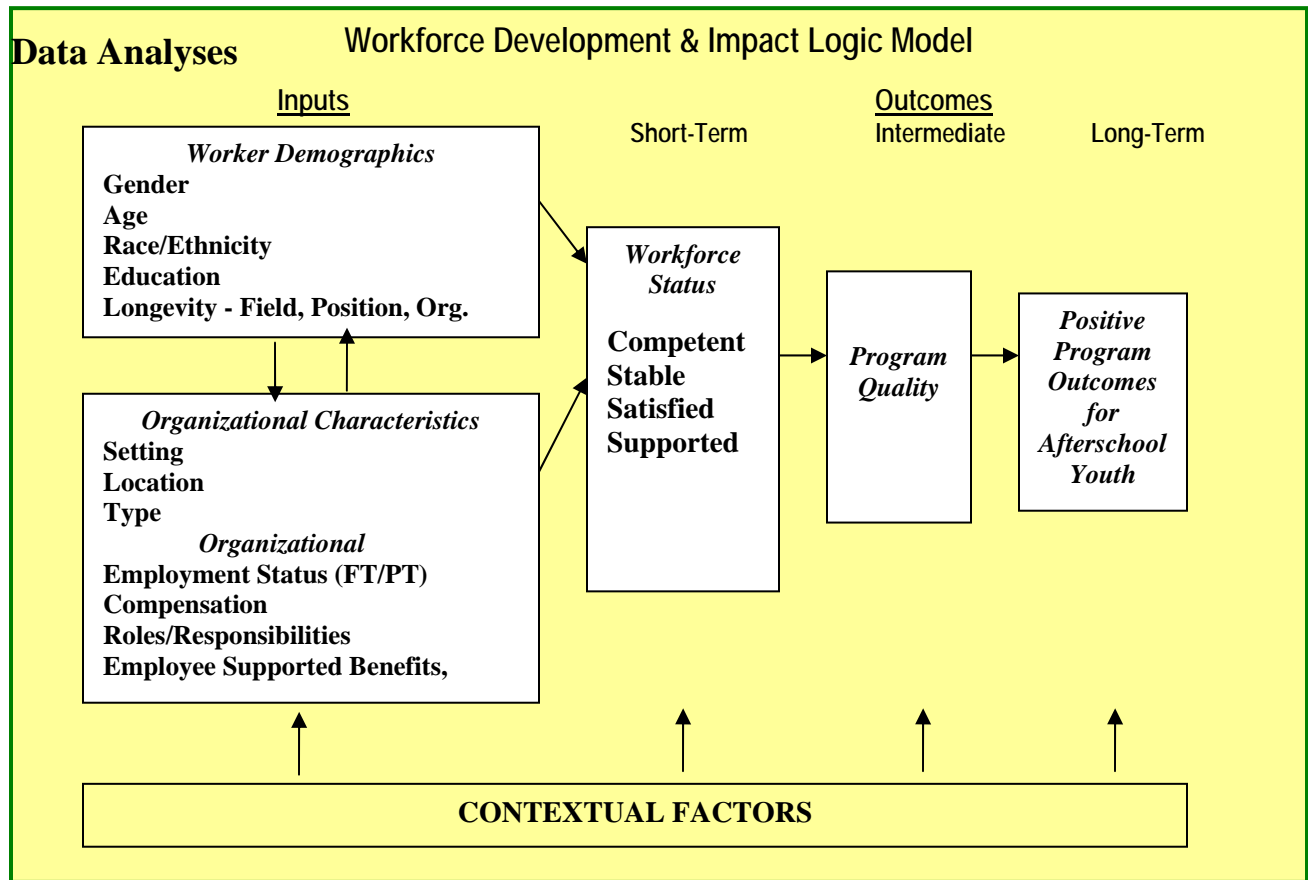 Data Analyses
Workforce Development & Impact Logic Model
Inputs
Worker Demographics
Gender
Age
Race/Ethnicity
Education
Longevity - Field, Position, Org.
Organizational Characteristics
Setting
Location
Type
Organizational
Employment Status (FT/PT)
Compensation
Roles/Responsibilities
Employee Supported Benefits,
Outcomes
Short-Term
Intermediate
Long-Term
Workforce
Status
Competent
Stable
Satisfied
Supported
Program
Quality
Positive
Program
Outcomes
for
Afterschool
Youth
CONTEXTUAL FACTORS